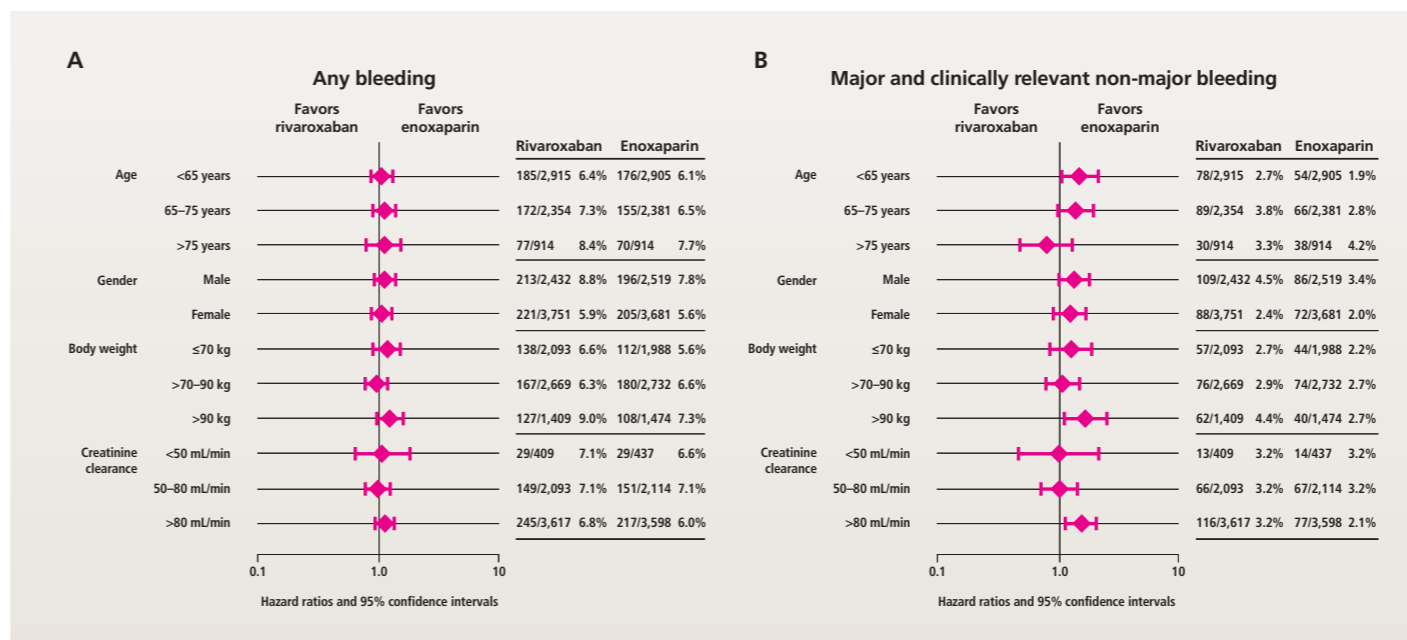 A
Any bleeding
Favors rivaroxaban
Favors enoxaparin
Rivaroxaban Enoxaparin
Age <65 years 185/2,915 6.4% 176/2,905 6.1%
65–75 years 172/2,354 7.3% 155/2,381 6.5%
>75 years 77/914 8.4% 70/914 7.7%
Gender Male 213/2,432 8.8% 196/2,519 7.8%
Female 221/3,751 5.9% 205/3,681 5.6%
Body weight ≤70 kg 138/2,093 6.6% 112/1,988 5.6%
>70–90 kg 167/2,669 6.3% 180/2,732 6.6%
>90 kg 127/1,409 9.0% 108/1,474 7.3%
Creatinine clearance <50 mL/min 29/409 7.1% 29/437 6.6%
50–80 mL/min 149/2,093 7.1% 151/2,114 7.1%
>80 mL/min 245/3,617 6.8% 217/3,598 6.0%
0.1 1.0 10
Hazard ratios and 95% confidence intervals
B
Major and clinically relevant non-major bleeding
Favors rivaroxaban
Favors enoxaparin
Rivaroxaban Enoxaparin
Age <65 years 78/2,915 2.7% 54/2,905 1.9%
65–75 years 89/2,354 3.8% 66/2,381 2.8%
>75 years 30/914 3.3% 38/914 4.2%
Gender Male 109/2,432 4.5% 86/2,519 3.4%
Female 88/3,751 2.4% 72/3,681 2.0%
Body weight ≤70 kg 57/2,093 2.7% 44/1,988 2.2%
>70–90 kg 76/2,669 2.9% 74/2,732 2.7%
>90 kg 62/1,409 4.4% 40/1,474 2.7%
Creatinine clearance <50 mL/min 13/409 3.2% 14/437 3.2%
50–80 mL/min 66/2,093 3.2% 67/2,114 3.2%
>80 mL/min 116/3,617 3.2% 77/3,598 2.1%
0.1 1.0 10
Hazard ratios and 95% confidence intervals